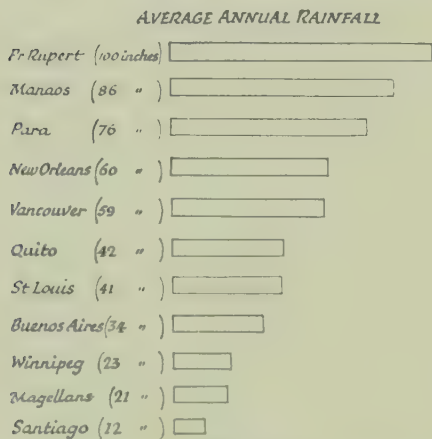 AVERAGE ANNUAL RAINFALL
Pr Rupert (100 inches)
Manaos (86 " )
Para (76 " )
New Orleans (60 " )
Vancouver (59 " )
Quito (42 " )
St Louis (41 " )
Buenos Aires (34 " )
Winnipeg (23 " )
Magellans (21 " )
Santiago (12 " )